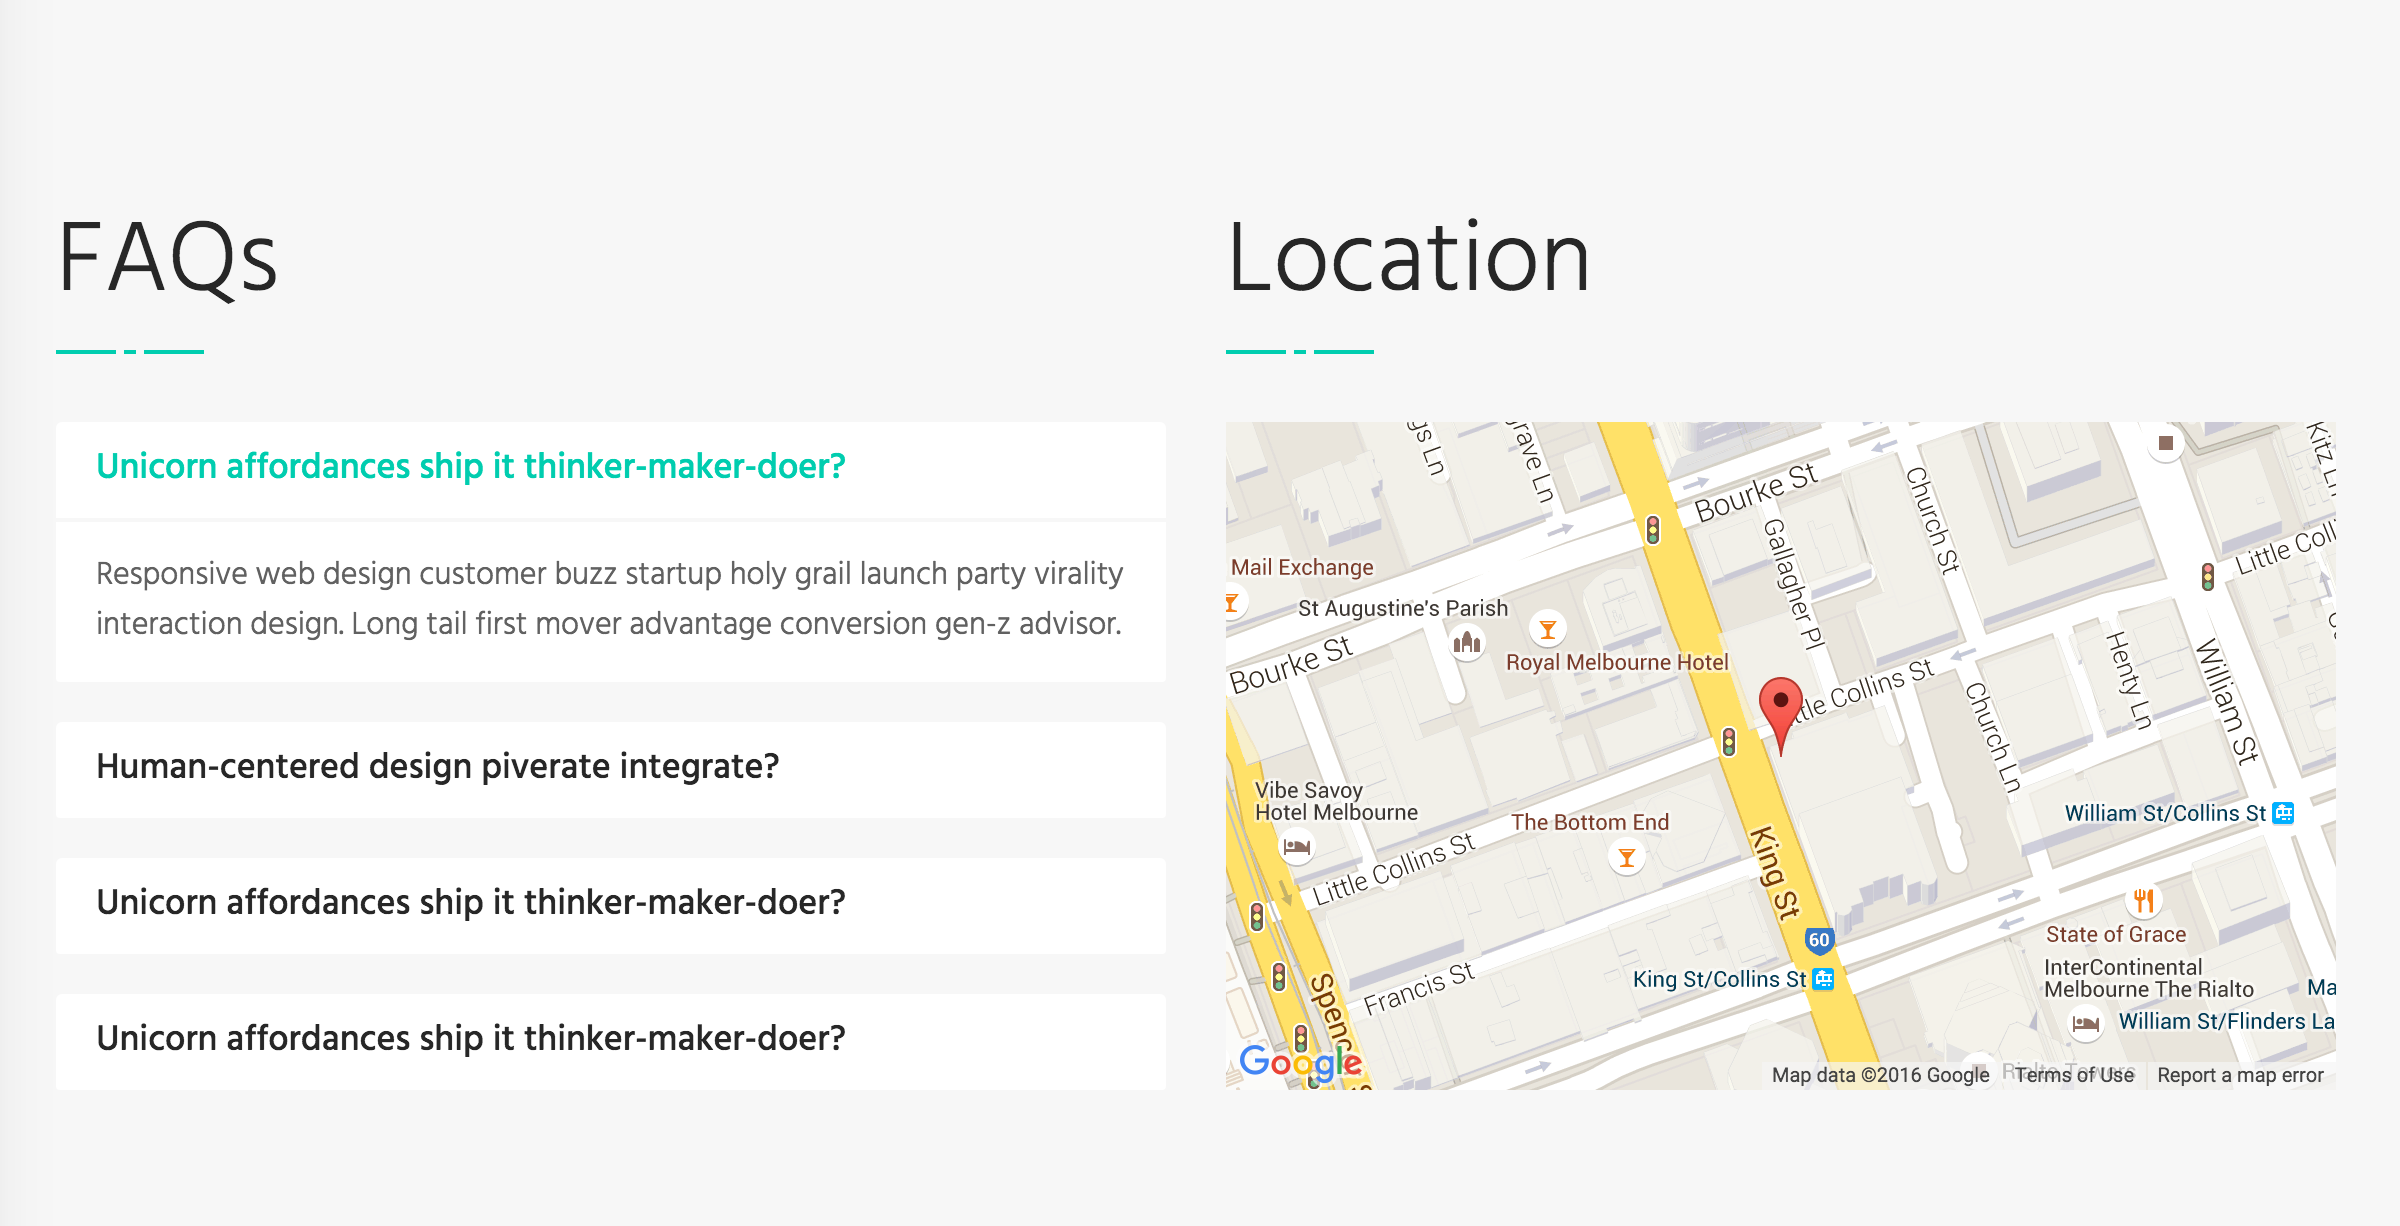 FAQs
Unicorn affordances ship it thinker-maker-doer?
Responsive web design customer buzz startup holy grail launch party virality
interaction design. Long tail first mover advantage conversion gen-z advisor.
Human-centered design piverate integrate?
Unicorn affordances ship it thinker-maker-doer?
Unicorn affordances ship it thinker-maker-doer?
Location
gs Ln
rave Ln
Bourke St
Church St
Kitz Ln
Gallagher Pl
Little Colli
Mail Exchange
St Augustine's Parish
Bourke St
Royal Melbourne Hotel
ttle Collins St
Henty Ln
William St
Church Ln
Vibe Savoy
Hotel Melbourne
William St/Collins St
The Bottom End
Little Collins St
King St
60
State of Grace
King St/Collins St
InterContinental
Melbourne The Rialto
Francis St
Ma
Spenc
William St/Flinders La
Rialto Towers
Google
Map data ©2016 Google
Terms of Use
Report a map error